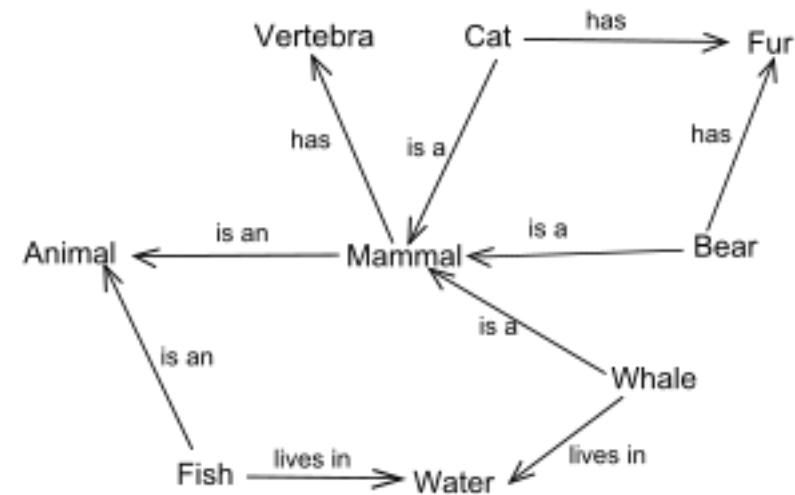 Vertebra
Cat
has
Fur
has
is a
has
Animal
is an
Mammal
is a
Bear
is a
is an
Whale
Fish
lives in
Water
lives in